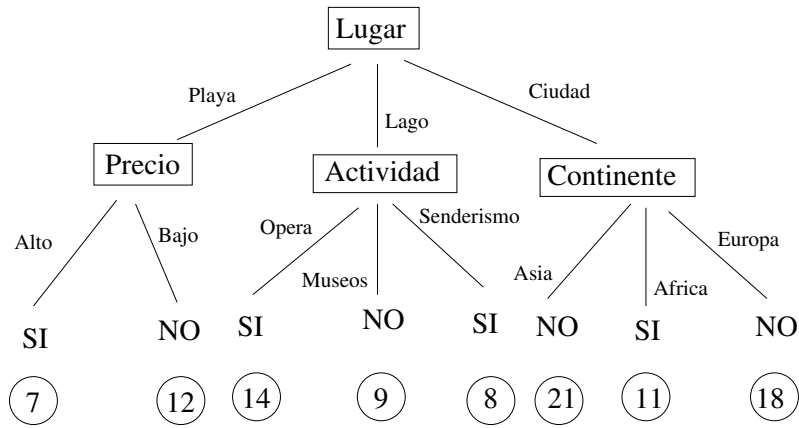 Lugar
Playa
Lago
Ciudad
Precio
Actividad
Continente
Alto
Bajo
Opera
Museos
Senderismo
Asia
Africa
Europa
SI NO SI NO SI NO SI NO
7 12 14 9 8 21 11 18